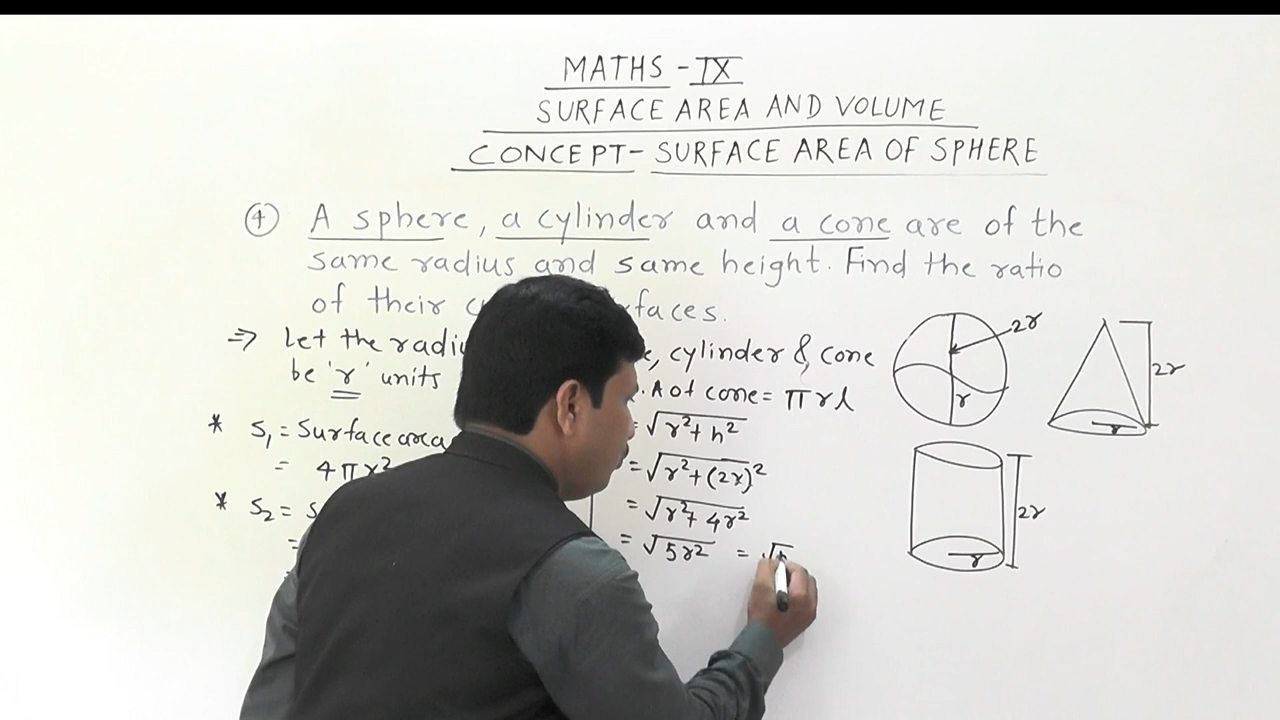 MATHS - IX
SURFACE AREA AND VOLUME
CONCEPT - SURFACE AREA OF SPHERE
④ A sphere, a cylinder and a cone are of the
same radius and same height. Find the ratio
of their faces.
⇒ Let the cylinder & cone
be 'r' units
A of cone = πrl
* S₁ = Surface area
= √r²+h²
= 4πr²
= √r²+(2r)²
* S₂ =
= √r²+4r²
= √5r² = √
2r
r
2r
r
2r
r